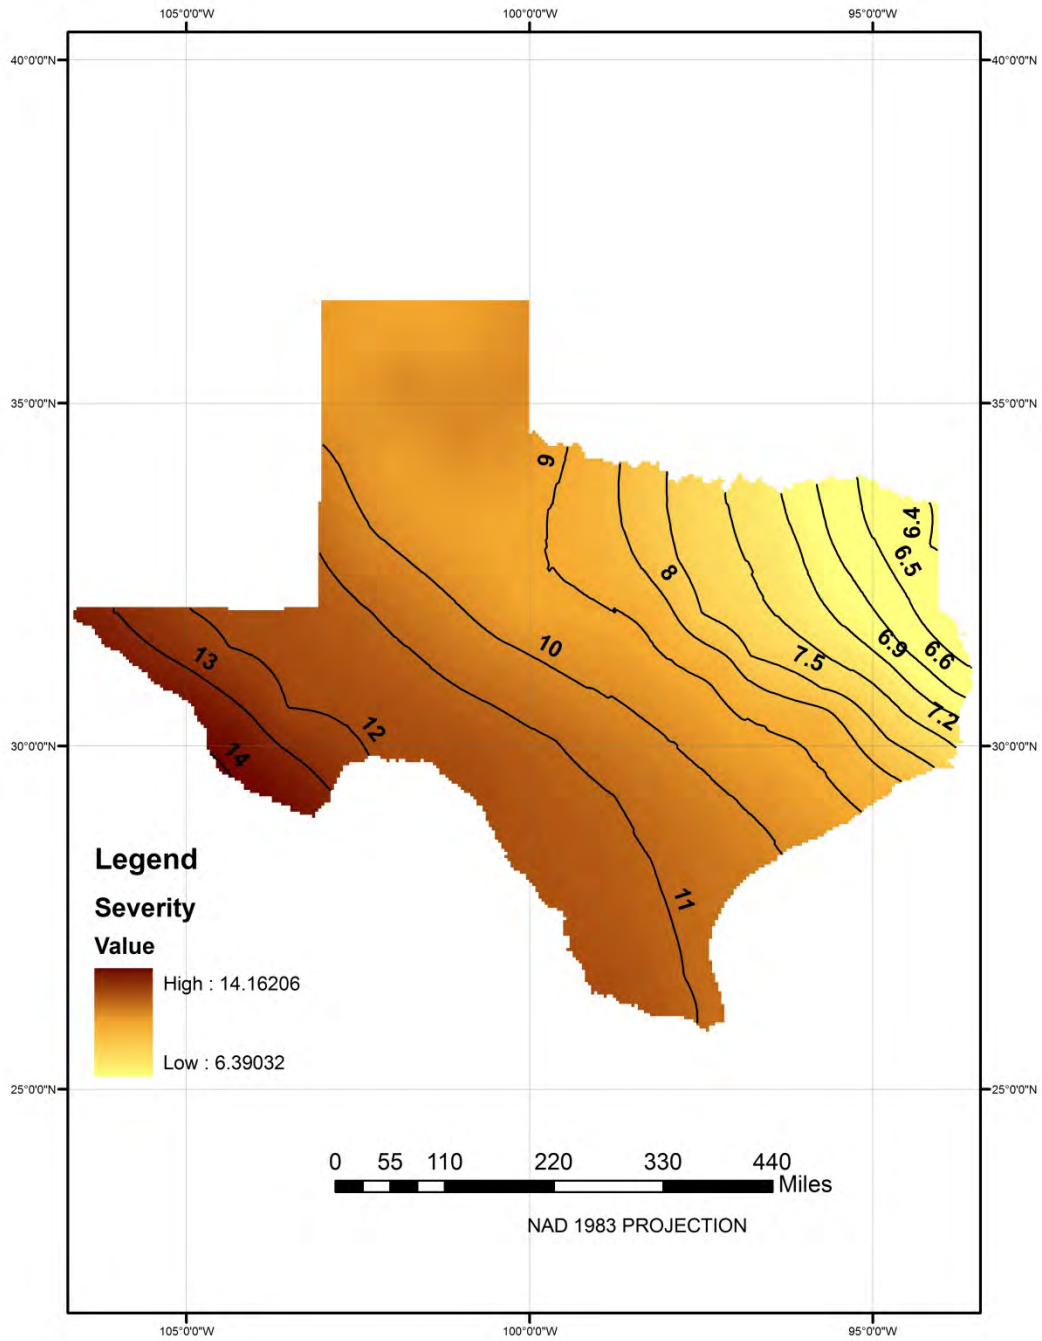 105°0'0"W 100°0'0"W 95°0'0"W
40°0'0"N 40°0'0"N
35°0'0"N 35°0'0"N
9
6.4
6.5
8
10
6.9
6.6
7.5
13
7.2
12
30°0'0"N 30°0'0"N
14
11
Legend
Severity
Value
High : 14.16206
Low : 6.39032
25°0'0"N 25°0'0"N
0 55 110 220 330 440
Miles
NAD 1983 PROJECTION
105°0'0"W 100°0'0"W 95°0'0"W